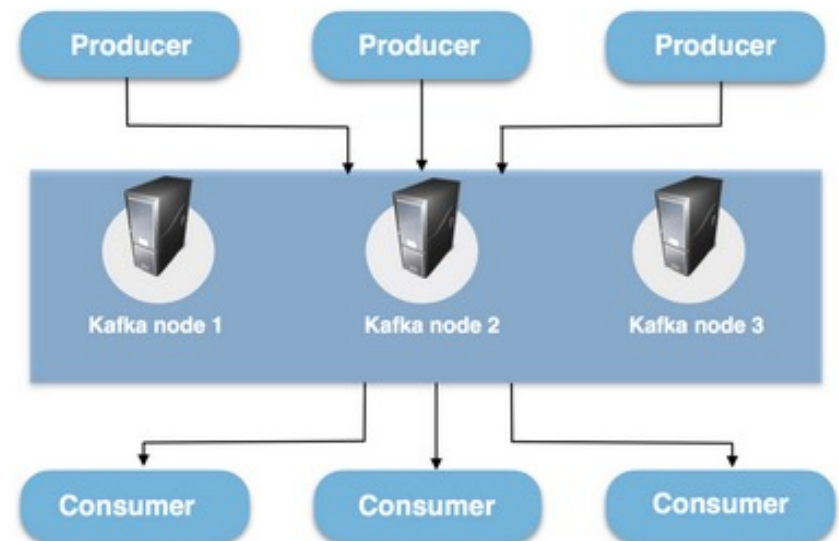 Producer
Producer
Producer
Kafka node 1
Kafka node 2
Kafka node 3
Consumer
Consumer
Consumer